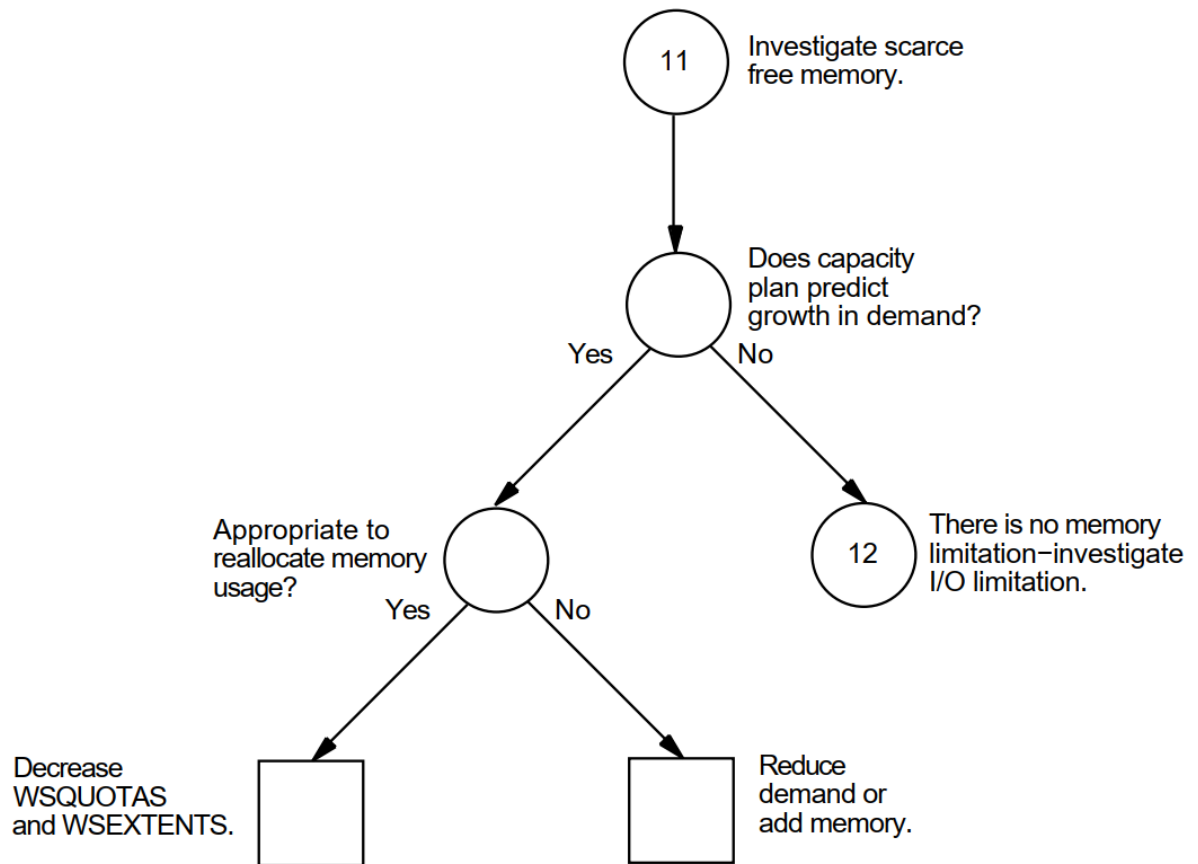 11
Investigate scarce
free memory.
Does capacity
plan predict
growth in demand?
Yes
No
Appropriate to
reallocate memory
usage?
12
There is no memory
limitation−investigate
I/O limitation.
Yes
No
Decrease
WSQUOTAS
and WSEXTENTS.
Reduce
demand or
add memory.